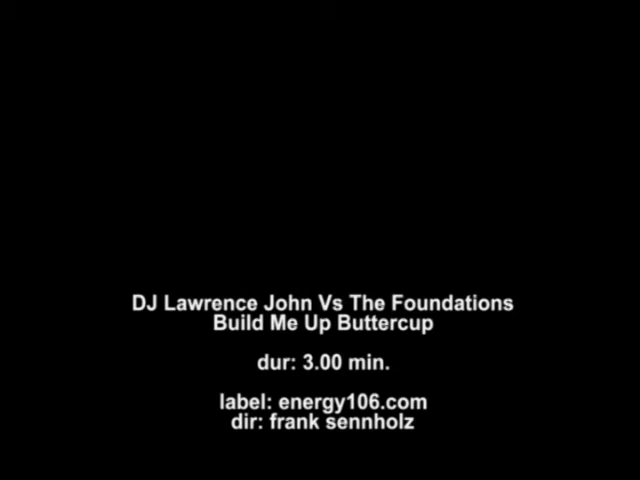 DJ Lawrence John Vs The Foundations
Build Me Up Buttercup
dur: 3.00 min.
label: energy106.com
dir: frank sennholz